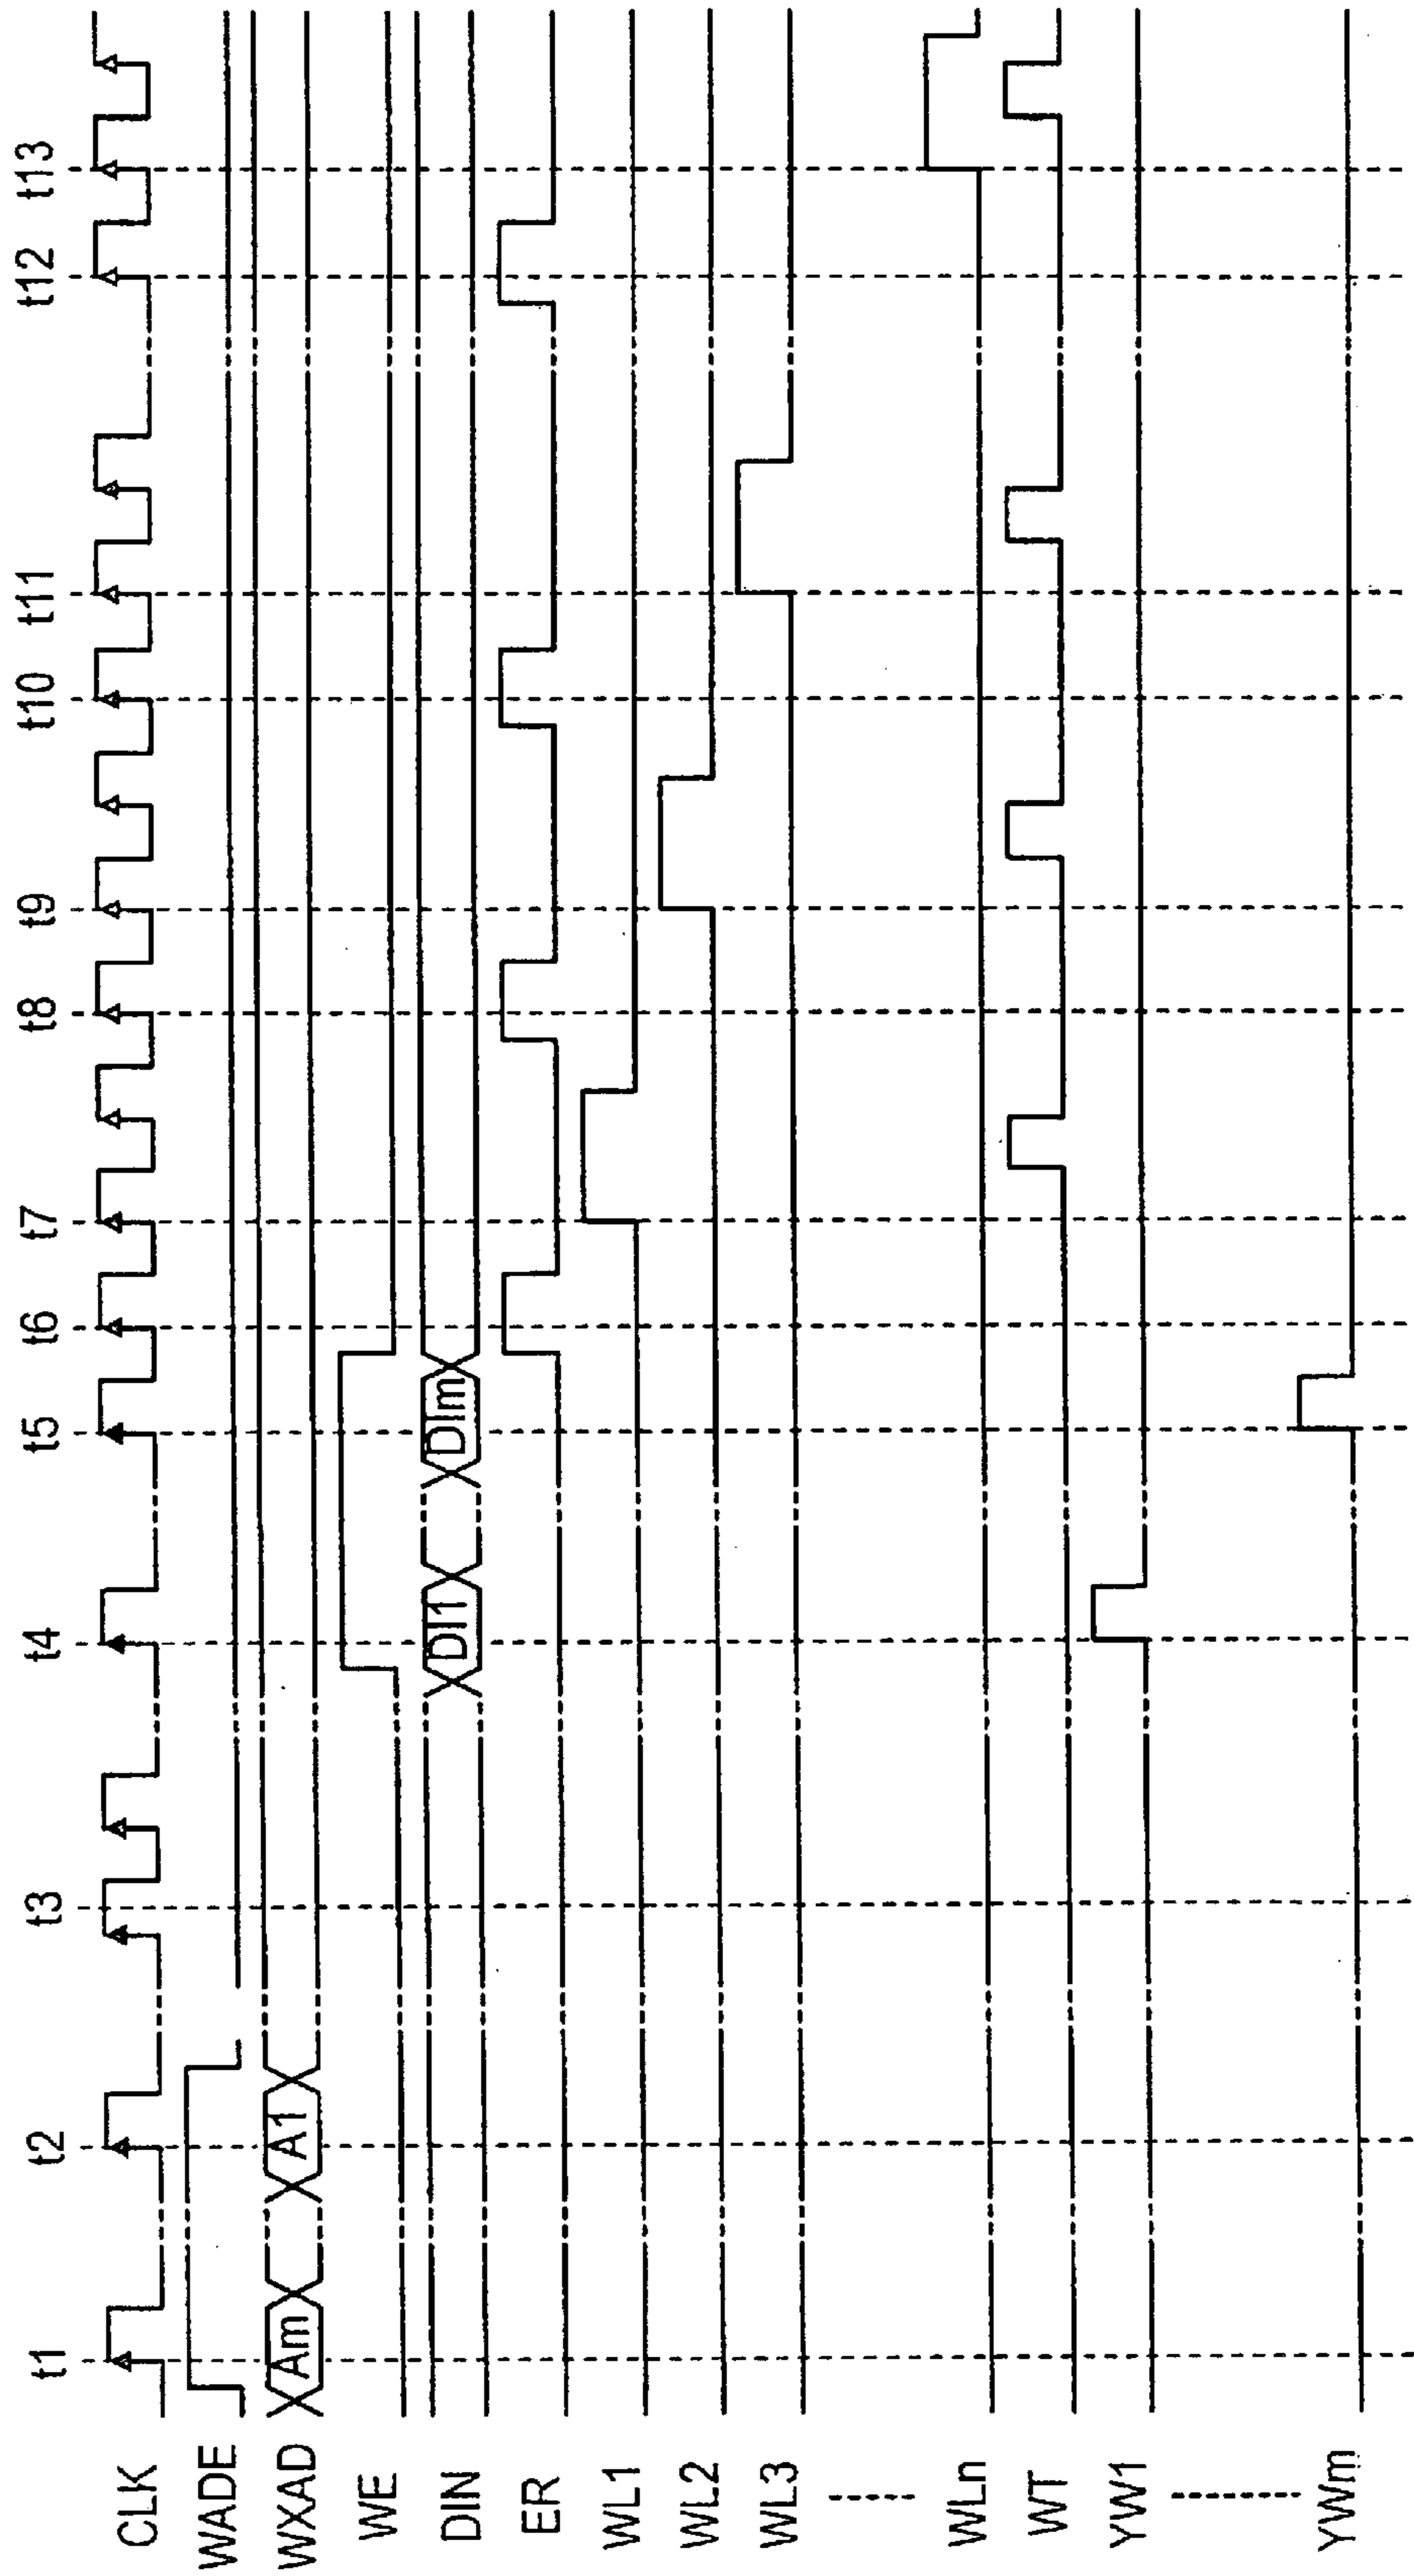 t1 t2 t3 t4 t5 t6 t7 t8 t9 t10 t11 t12 t13
CLK
WADE
WXAD Am A1
WE
DIN DI1 DIm
ER
WL1
WL2
WL3
WLn
WT
YW1
YWm